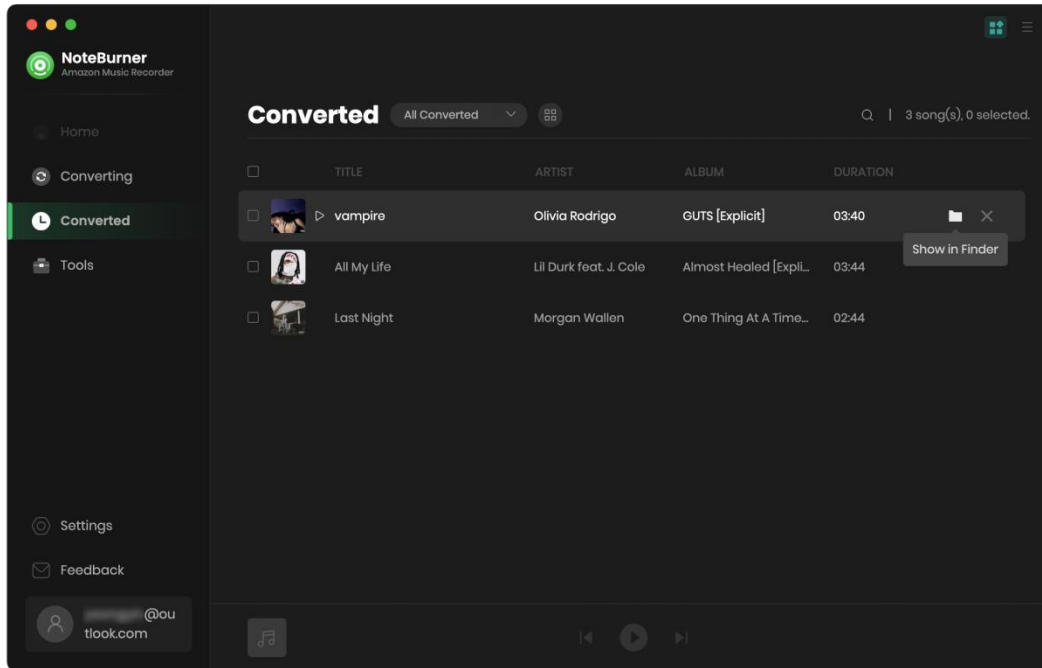 NoteBurner
Amazon Music Recorder
Home
Converting
Converted
Tools
Settings
Feedback
@ou
tlook.com
Converted
All Converted
3 song(s), 0 selected.
TITLE ARTIST ALBUM DURATION
vampire Olivia Rodrigo GUTS [Explicit] 03:40
Show in Finder
All My Life Lil Durk feat. J. Cole Almost Healed [Expli... 03:44
Last Night Morgan Wallen One Thing At A Time... 02:44